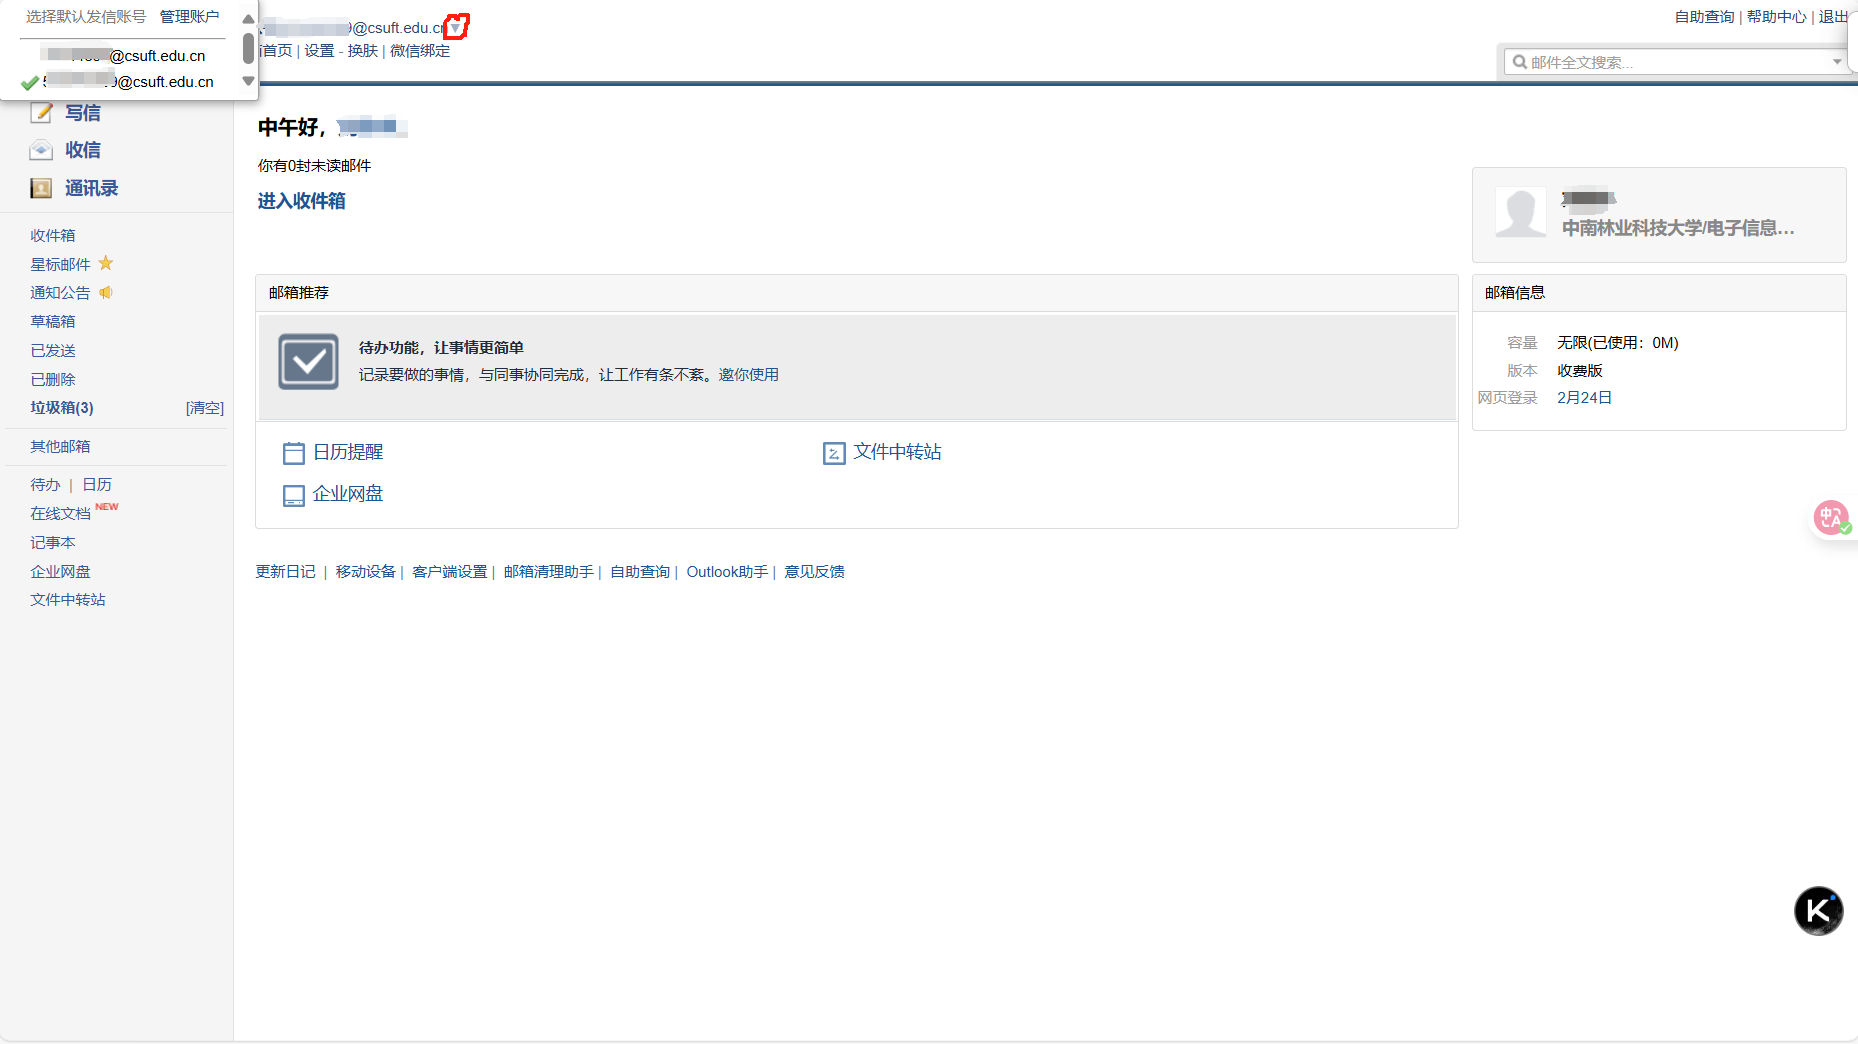 选择默认发信账号 管理账户
@csuft.edu.cn
9@csuft.edu.cn
9@csuft.edu.cn
首页 | 设置 - 换肤 | 微信绑定
自助查询 | 帮助中心 | 退出
邮件全文搜索...
写信
收信
通讯录
收件箱
星标邮件
通知公告
草稿箱
已发送
已删除
垃圾箱(3) [清空]
其他邮箱
待办 | 日历
在线文档 NEW
记事本
企业网盘
文件中转站
中午好，
你有0封未读邮件
进入收件箱
邮箱推荐
待办功能，让事情更简单
记录要做的事情，与同事协同完成，让工作有条不紊。邀你使用
日历提醒
文件中转站
企业网盘
更新日记 | 移动设备 | 客户端设置 | 邮箱清理助手 | 自助查询 | Outlook助手 | 意见反馈
中南林业科技大学/电子信息...
邮箱信息
容量 无限(已使用：0M)
版本 收费版
网页登录 2月24日
中A
K